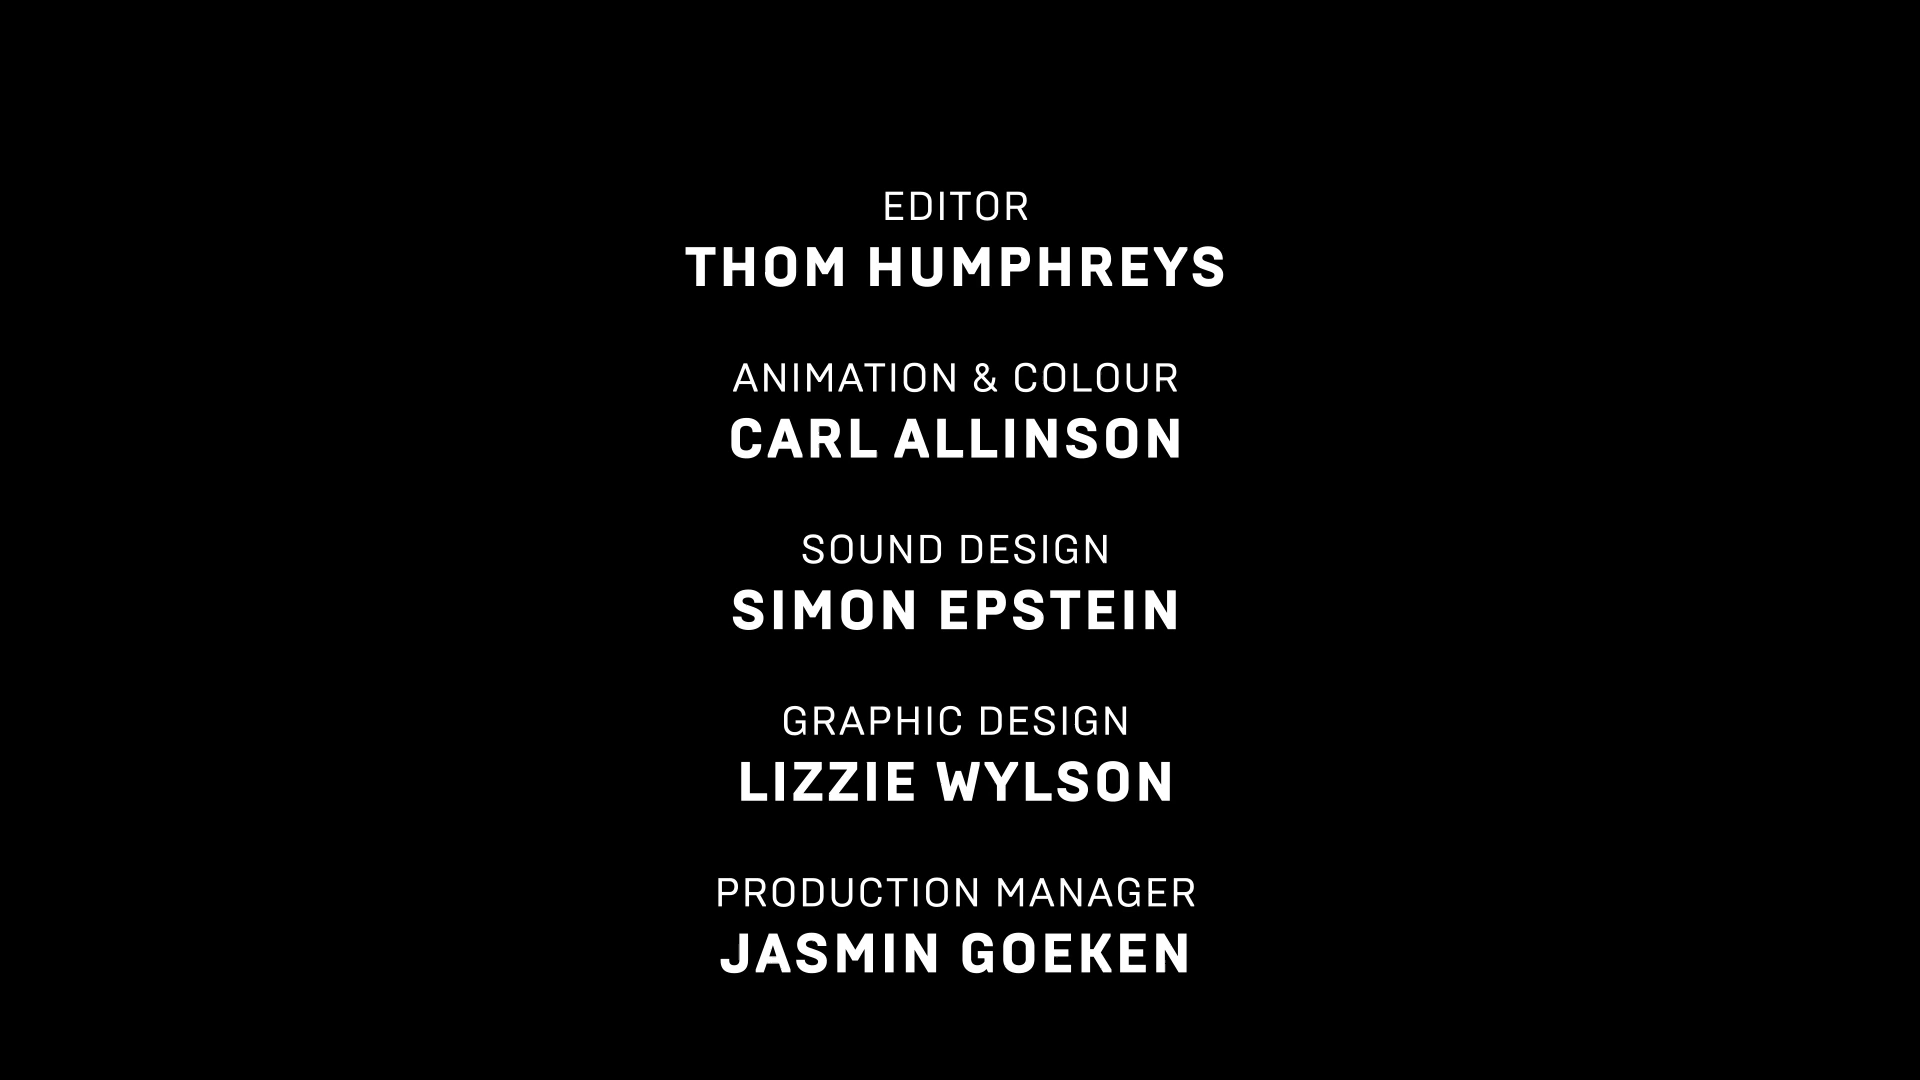 EDITOR
THOM HUMPHREYS
ANIMATION & COLOUR
CARL ALLINSON
SOUND DESIGN
SIMON EPSTEIN
GRAPHIC DESIGN
LIZZIE WYLSON
PRODUCTION MANAGER
JASMIN GOEKEN